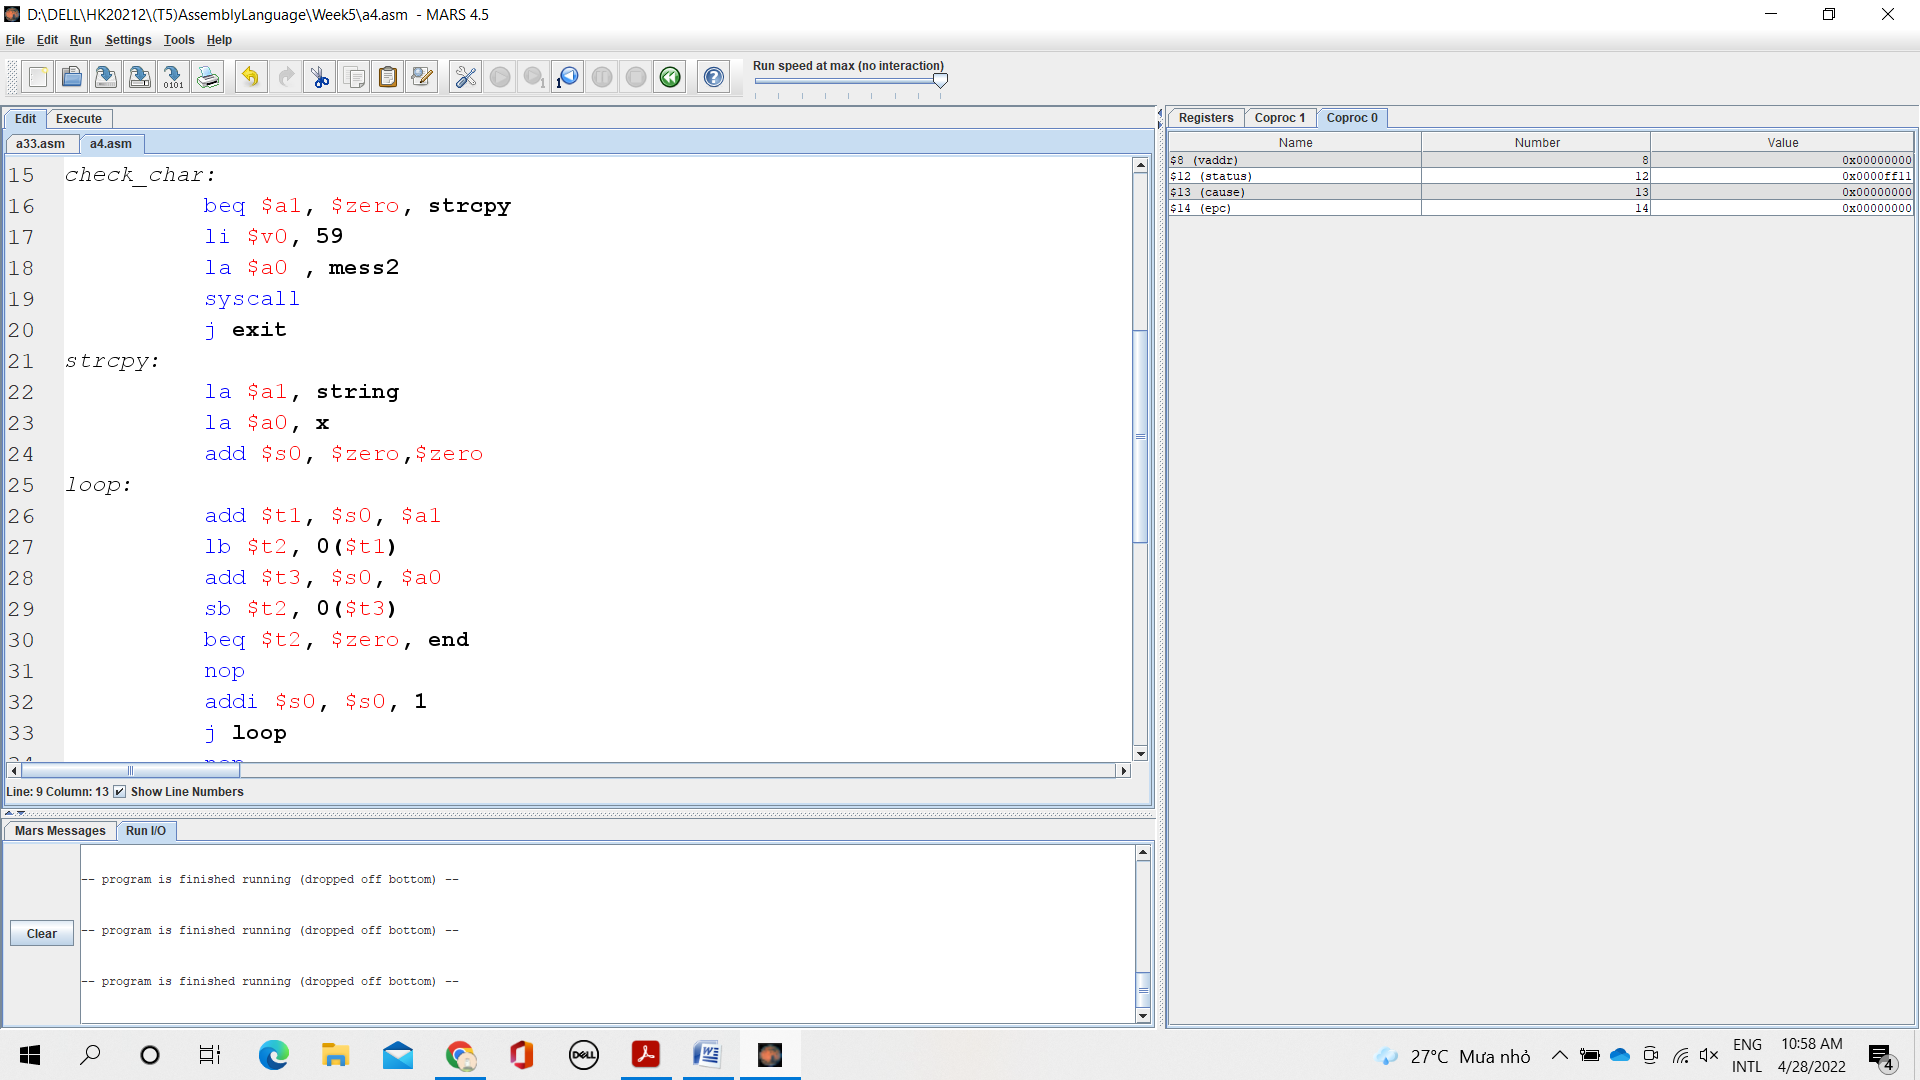 D:\DELL\HK20212\(T5)AssemblyLanguage\Week5\a4.asm - MARS 4.5
File Edit Run Settings Tools Help
Run speed at max (no interaction)
Edit Execute
a33.asm a4.asm
15 check_char:
16 beq $a1, $zero, strcpy
17 li $v0, 59
18 la $a0 , mess2
19 syscall
20 j exit
21 strcpy:
22 la $a1, string
23 la $a0, x
24 add $s0, $zero,$zero
25 loop:
26 add $t1, $s0, $a1
27 lb $t2, 0($t1)
28 add $t3, $s0, $a0
29 sb $t2, 0($t3)
30 beq $t2, $zero, end
31 nop
32 addi $s0, $s0, 1
33 j loop
Line: 9 Column: 13 Show Line Numbers
Mars Messages Run I/O
Clear
-- program is finished running (dropped off bottom) --
-- program is finished running (dropped off bottom) --
-- program is finished running (dropped off bottom) --
Registers Coproc 1 Coproc 0
Name Number Value
$8 (vaddr) 8 0x00000000
$12 (status) 12 0x0000ff11
$13 (cause) 13 0x00000000
$14 (epc) 14 0x00000000
27°C Mưa nhỏ
ENG
INTL
10:58 AM
4/28/2022
4